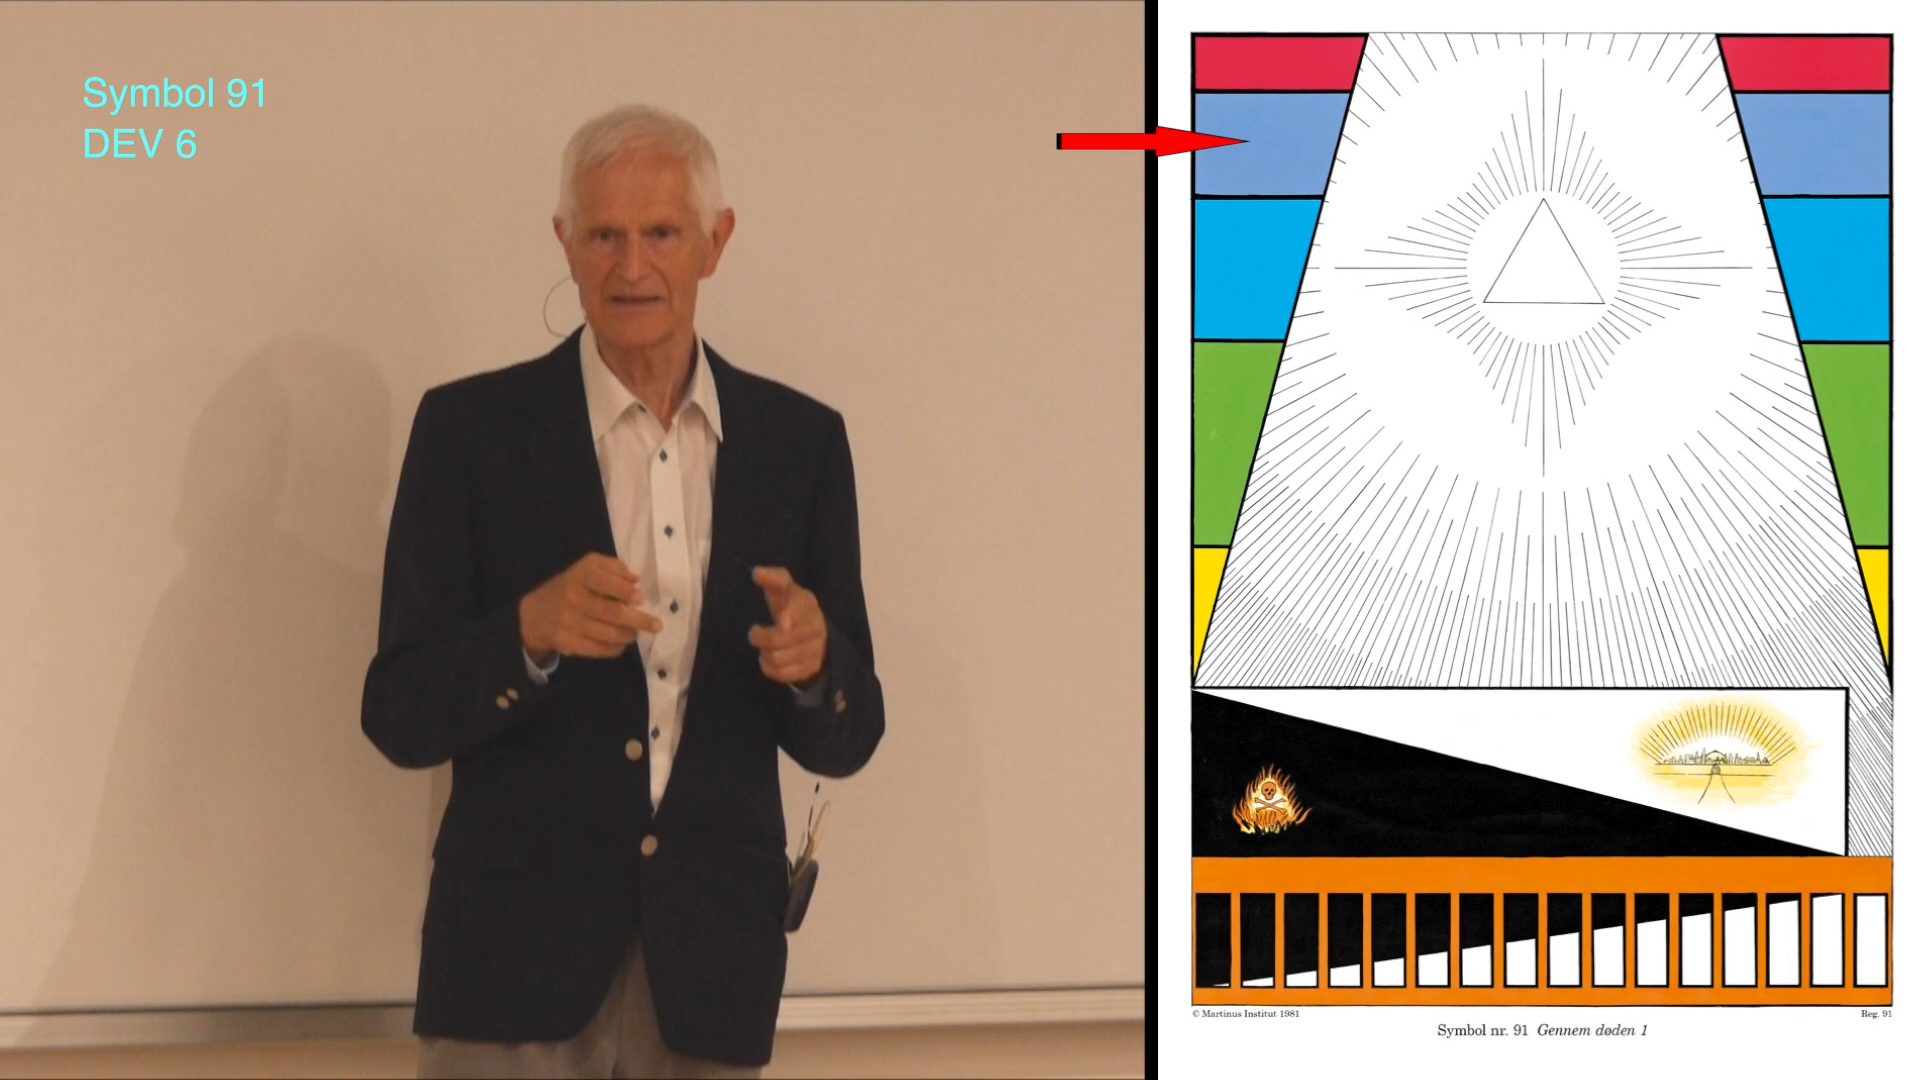 Symbol 91
DEV 6
© Martinus Institut 1981
Reg. 91
Symbol nr. 91 Gennem døden 1